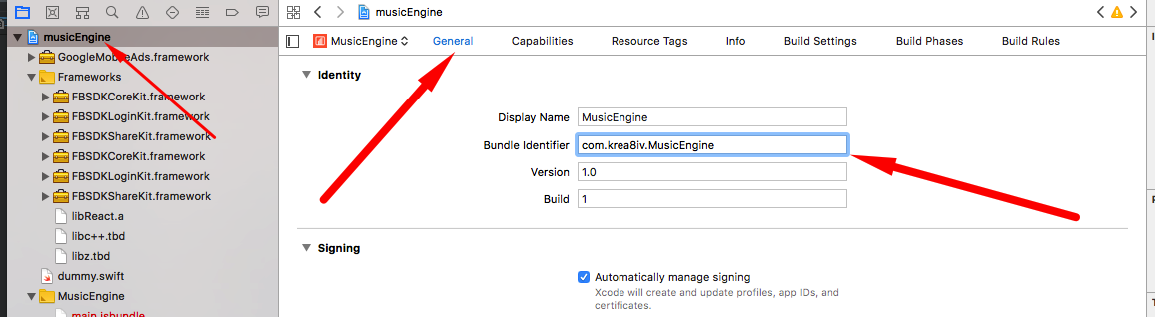 musicEngine
GoogleMobileAds.framework
Frameworks
FBSDKCoreKit.framework
FBSDKLoginKit.framework
FBSDKShareKit.framework
FBSDKCoreKit.framework
FBSDKLoginKit.framework
FBSDKShareKit.framework
libReact.a
libc++.tbd
libz.tbd
dummy.swift
MusicEngine
main.jsbundle
musicEngine
MusicEngine General Capabilities Resource Tags Info Build Settings Build Phases Build Rules
Identity
Display Name MusicEngine
Bundle Identifier com.krea8iv.MusicEngine
Version 1.0
Build 1
Signing
Automatically manage signing
Xcode will create and update profiles, app IDs, and
certificates.